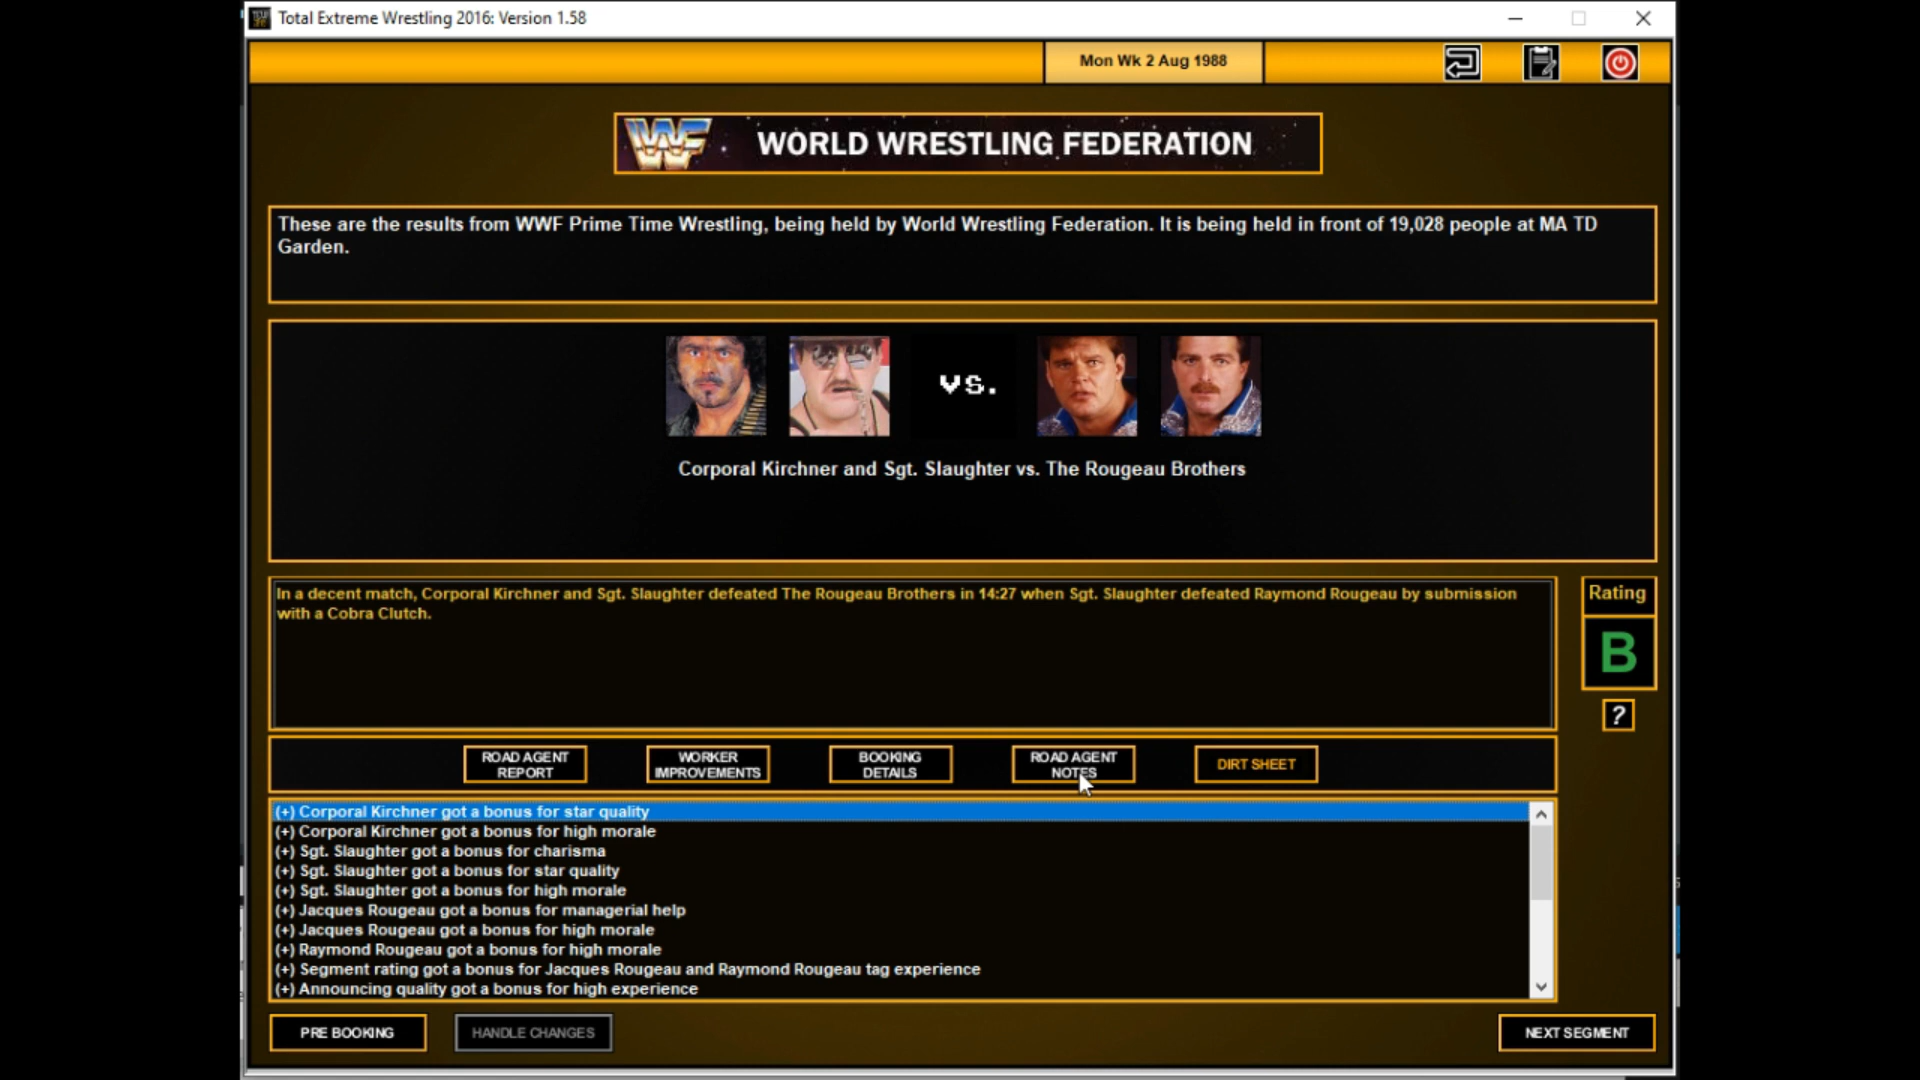 Total Extreme Wrestling 2016: Version 1.58
Mon Wk 2 Aug 1988
WORLD WRESTLING FEDERATION
These are the results from WWF Prime Time Wrestling, being held by World Wrestling Federation. It is being held in front of 19,028 people at MA TD
Garden.
vs.
Corporal Kirchner and Sgt. Slaughter vs. The Rougeau Brothers
In a decent match, Corporal Kirchner and Sgt. Slaughter defeated The Rougeau Brothers in 14:27 when Sgt. Slaughter defeated Raymond Rougeau by submission
with a Cobra Clutch.
Rating
B
?
ROAD AGENT
REPORT
WORKER
IMPROVEMENTS
BOOKING
DETAILS
ROAD AGENT
NOTES
DIRT SHEET
(+) Corporal Kirchner got a bonus for star quality
(+) Corporal Kirchner got a bonus for high morale
(+) Sgt. Slaughter got a bonus for charisma
(+) Sgt. Slaughter got a bonus for star quality
(+) Sgt. Slaughter got a bonus for high morale
(+) Jacques Rougeau got a bonus for managerial help
(+) Jacques Rougeau got a bonus for high morale
(+) Raymond Rougeau got a bonus for high morale
(+) Segment rating got a bonus for Jacques Rougeau and Raymond Rougeau tag experience
(+) Announcing quality got a bonus for high experience
PRE BOOKING
HANDLE CHANGES
NEXT SEGMENT